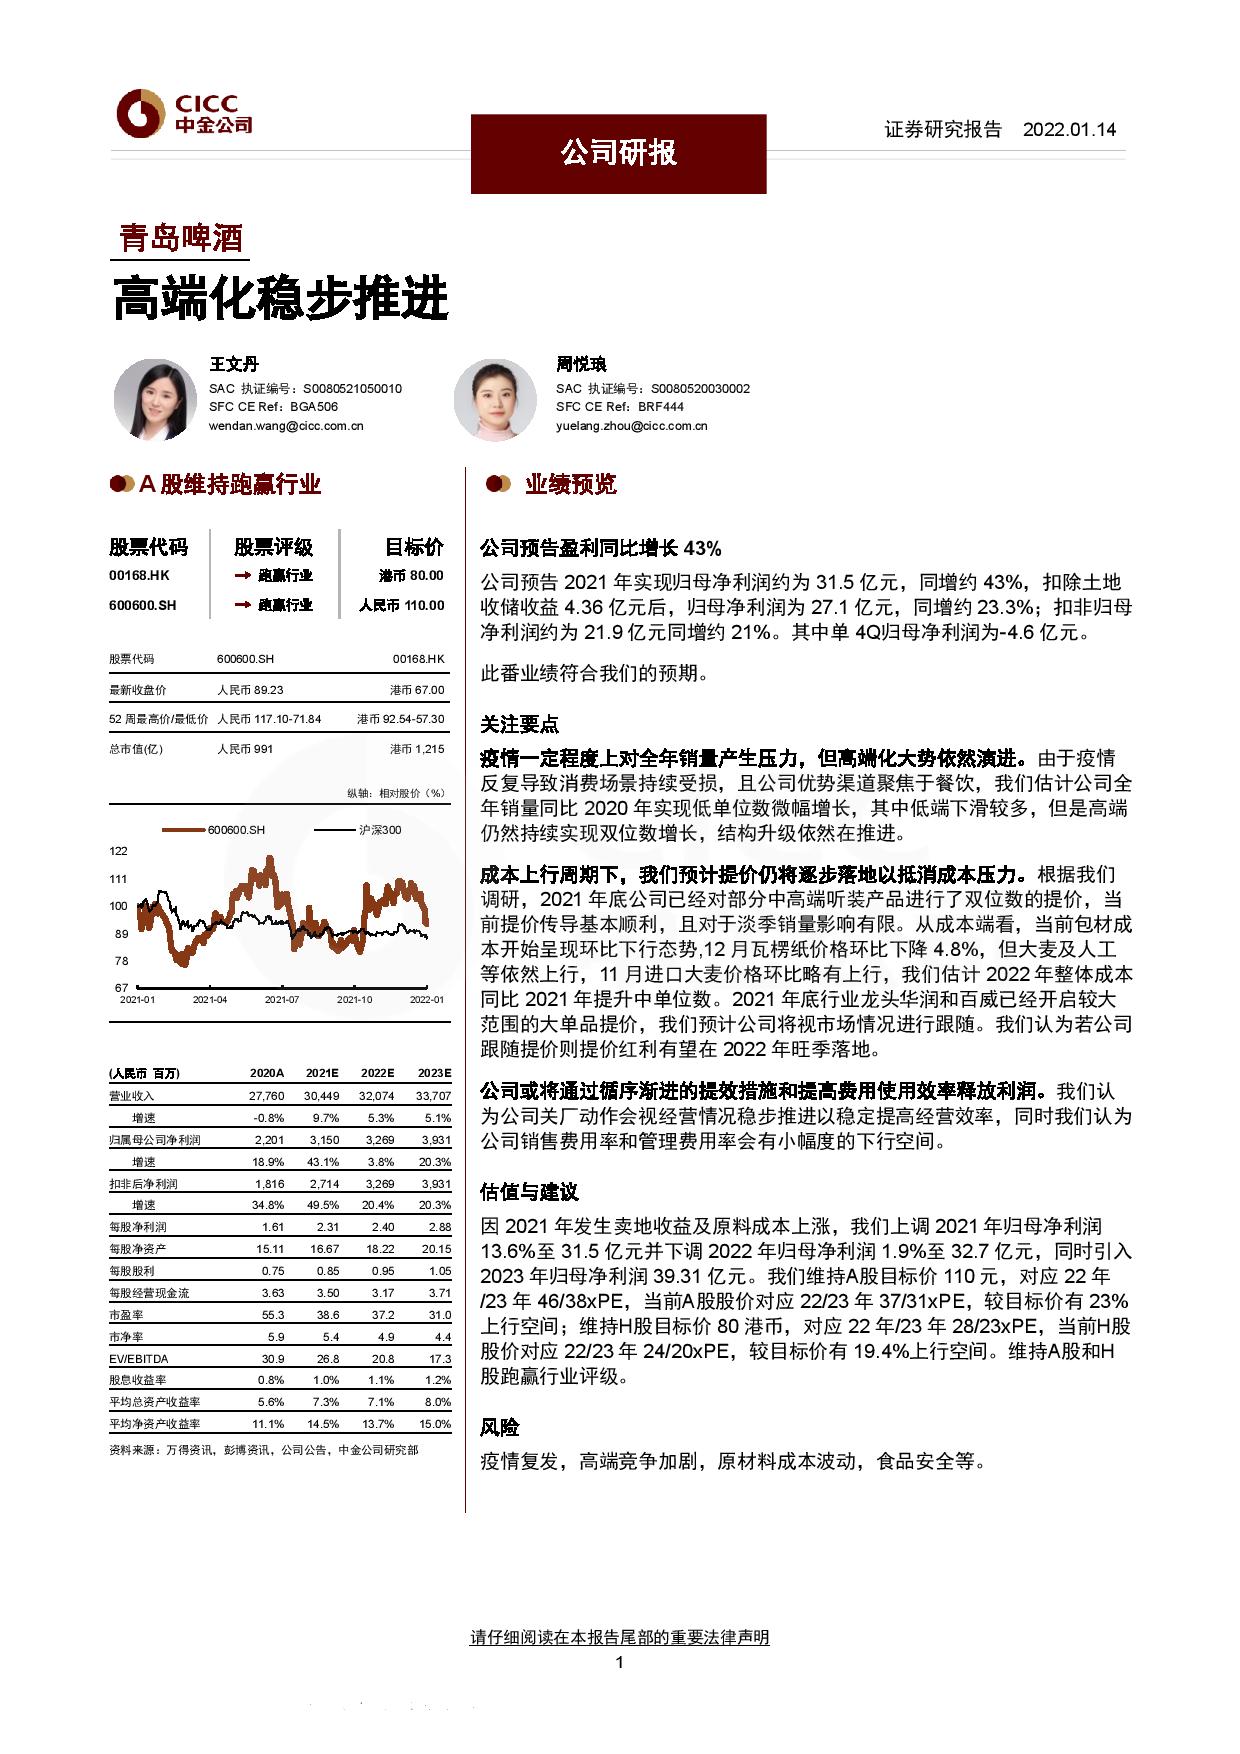 CICC
中金公司
证券研究报告 2022.01.14
公司研报
青岛啤酒
高端化稳步推进
王文丹
SAC 执证编号：S0080521050010
SFC CE Ref：BGA506
wendan.wang@cicc.com.cn
周悦琅
SAC 执证编号：S0080520030002
SFC CE Ref：BRF444
yuelang.zhou@cicc.com.cn
A 股维持跑赢行业
股票代码 股票评级 目标价
00168.HK → 跑赢行业 港币 80.00
600600.SH → 跑赢行业 人民币 110.00
股票代码 600600.SH 00168.HK
最新收盘价 人民币 89.23 港币 67.00
52 周最高价/最低价 人民币 117.10-71.84 港币 92.54-57.30
总市值(亿) 人民币 991 港币 1,215
纵轴：相对股价（%）
600600.SH 沪深300
122
111
100
89
78
67
2021-01 2021-04 2021-07 2021-10 2022-01
(人民币 百万) 2020A 2021E 2022E 2023E
营业收入 27,760 30,449 32,074 33,707
增速 -0.8% 9.7% 5.3% 5.1%
归属母公司净利润 2,201 3,150 3,269 3,931
增速 18.9% 43.1% 3.8% 20.3%
扣非后净利润 1,816 2,714 3,269 3,931
增速 34.8% 49.5% 20.4% 20.3%
每股净利润 1.61 2.31 2.40 2.88
每股净资产 15.11 16.67 18.22 20.15
每股股利 0.75 0.85 0.95 1.05
每股经营现金流 3.63 3.50 3.17 3.71
市盈率 55.3 38.6 37.2 31.0
市净率 5.9 5.4 4.9 4.4
EV/EBITDA 30.9 26.8 20.8 17.3
股息收益率 0.8% 1.0% 1.1% 1.2%
平均总资产收益率 5.6% 7.3% 7.1% 8.0%
平均净资产收益率 11.1% 14.5% 13.7% 15.0%
资料来源：万得资讯，彭博资讯，公司公告，中金公司研究部
业绩预览
公司预告盈利同比增长 43%
公司预告 2021 年实现归母净利润约为 31.5 亿元，同增约 43%，扣除土地
收储收益 4.36 亿元后，归母净利润为 27.1 亿元，同增约 23.3%；扣非归母
净利润约为 21.9 亿元同增约 21%。其中单 4Q归母净利润为-4.6 亿元。
此番业绩符合我们的预期。
关注要点
疫情一定程度上对全年销量产生压力，但高端化大势依然演进。由于疫情
反复导致消费场景持续受损，且公司优势渠道聚焦于餐饮，我们估计公司全
年销量同比 2020 年实现低单位数微幅增长，其中低端下滑较多，但是高端
仍然持续实现双位数增长，结构升级依然在推进。
成本上行周期下，我们预计提价仍将逐步落地以抵消成本压力。根据我们
调研，2021 年底公司已经对部分中高端听装产品进行了双位数的提价，当
前提价传导基本顺利，且对于淡季销量影响有限。从成本端看，当前包材成
本开始呈现环比下行态势,12 月瓦楞纸价格环比下降 4.8%，但大麦及人工
等依然上行，11 月进口大麦价格环比略有上行，我们估计 2022 年整体成本
同比 2021 年提升中单位数。2021 年底行业龙头华润和百威已经开启较大
范围的大单品提价，我们预计公司将视市场情况进行跟随。我们认为若公司
跟随提价则提价红利有望在 2022 年旺季落地。
公司或将通过循序渐进的提效措施和提高费用使用效率释放利润。我们认
为公司关厂动作会视经营情况稳步推进以稳定提高经营效率，同时我们认为
公司销售费用率和管理费用率会有小幅度的下行空间。
估值与建议
因 2021 年发生卖地收益及原料成本上涨，我们上调 2021 年归母净利润
13.6%至 31.5 亿元并下调 2022 年归母净利润 1.9%至 32.7 亿元，同时引入
2023 年归母净利润 39.31 亿元。我们维持A股目标价 110 元，对应 22 年
/23 年 46/38xPE，当前A股股价对应 22/23 年 37/31xPE，较目标价有 23%
上行空间；维持H股目标价 80 港币，对应 22 年/23 年 28/23xPE，当前H股
股价对应 22/23 年 24/20xPE，较目标价有 19.4%上行空间。维持A股和H
股跑赢行业评级。
风险
疫情复发，高端竞争加剧，原材料成本波动，食品安全等。
请仔细阅读在本报告尾部的重要法律声明
1